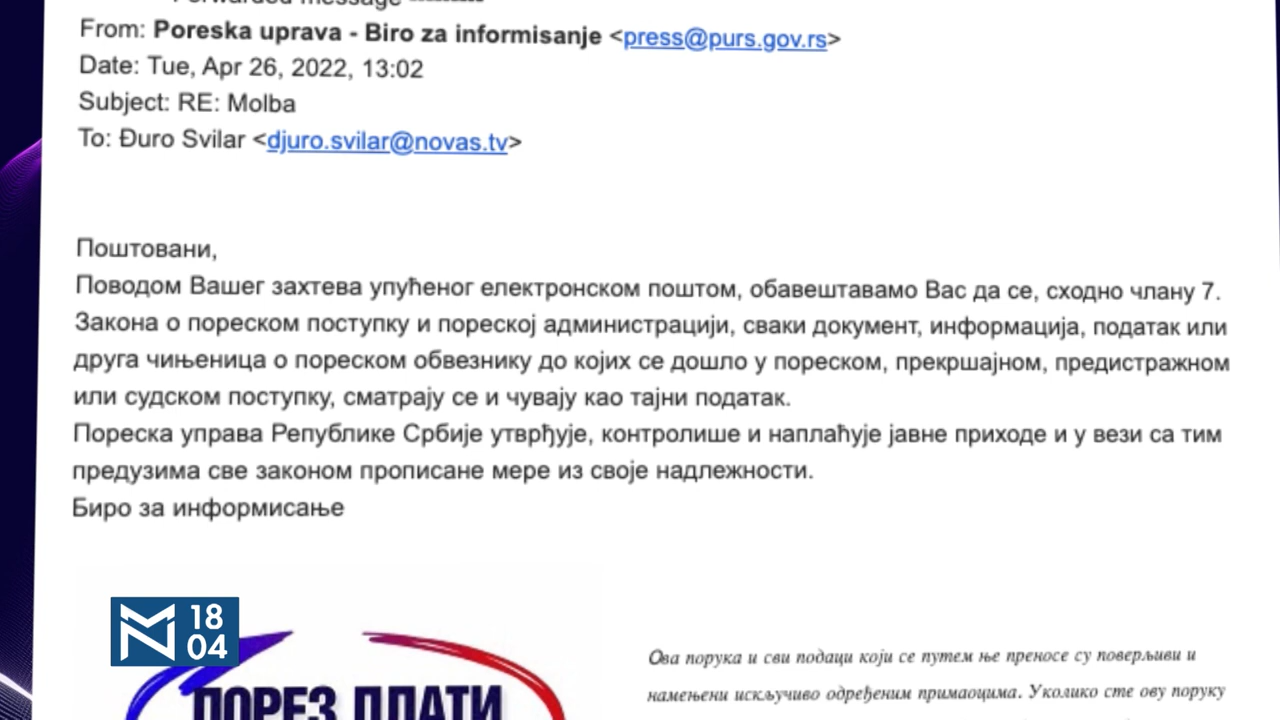 Forwarded message
From: Poreska uprava - Biro za informisanje <press@purs.gov.rs>
Date: Tue, Apr 26, 2022, 13:02
Subject: RE: Molba
To: Đuro Svilar <djuro.svilar@novas.tv>
Поштовани,
Поводом Вашег захтева упућеног електронском поштом, обавештавамо Вас да се, сходно члану 7.
Закона о пореском поступку и пореској администрацији, сваки документ, информација, податак или
друга чињеница о пореском обвезнику до којих се дошло у пореском, прекршајном, предистражном
или судском поступку, сматрају се и чувају као тајни податак.
Пореска управа Републике Србије утврђује, контролише и наплаћује јавне приходе и у вези са тим
предузима све законом прописане мере из своје надлежности.
Биро за информисање
18
04
ПОРЕЗ ПЛАТИ
Ова порука и сви подаци који се путем ње преносе су поверљиви и
намењени искључиво одређеним примаоцима. Уколико сте ову поруку